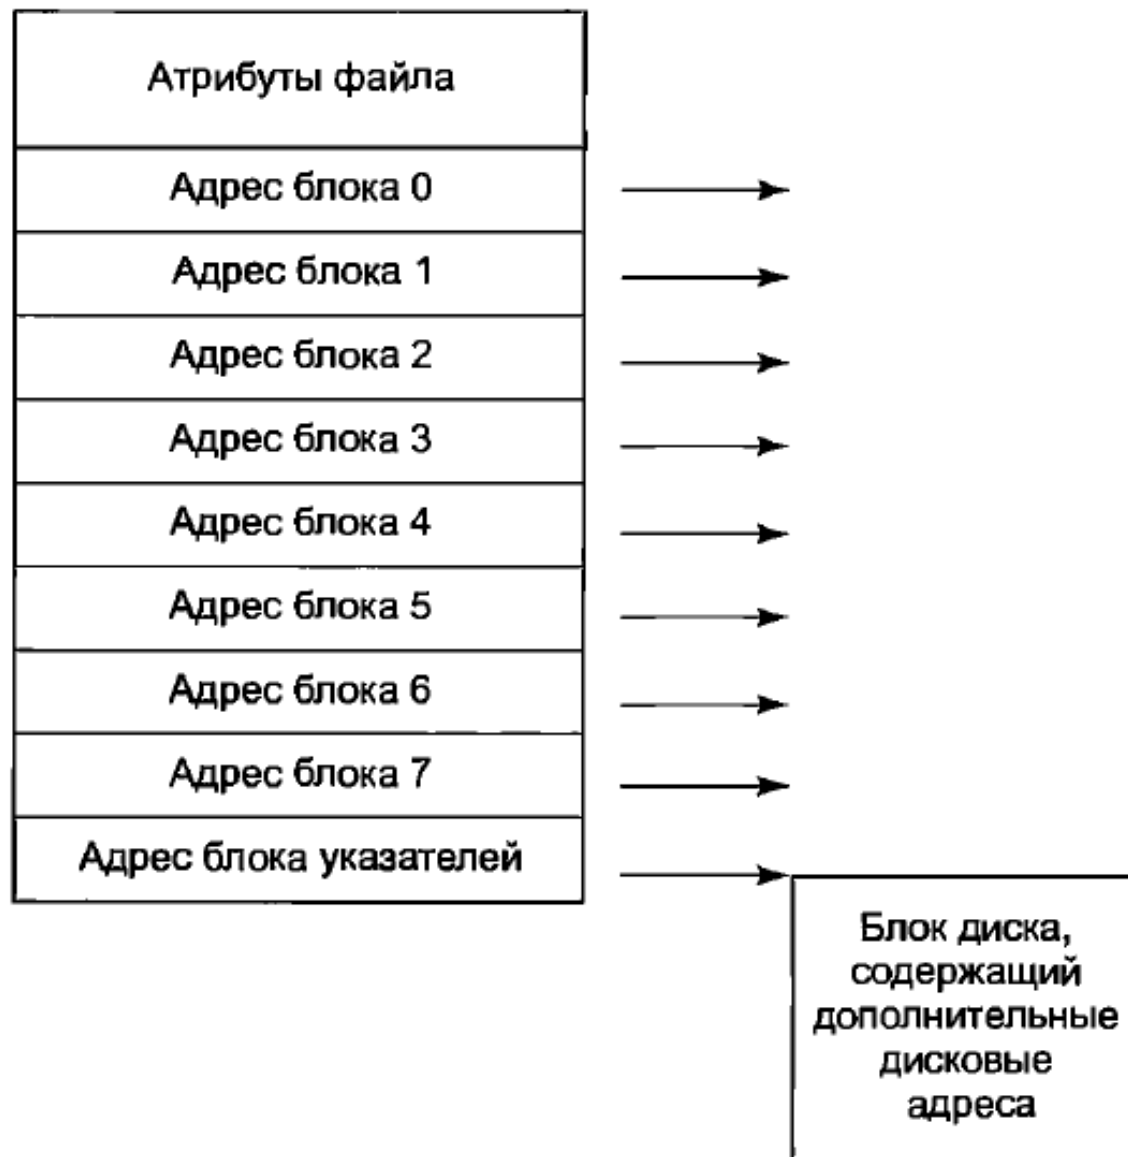 Атрибуты файла
Адрес блока 0
Адрес блока 1
Адрес блока 2
Адрес блока 3
Адрес блока 4
Адрес блока 5
Адрес блока 6
Адрес блока 7
Адрес блока указателей
Блок диска,
содержащий
дополнительные
дисковые
адреса